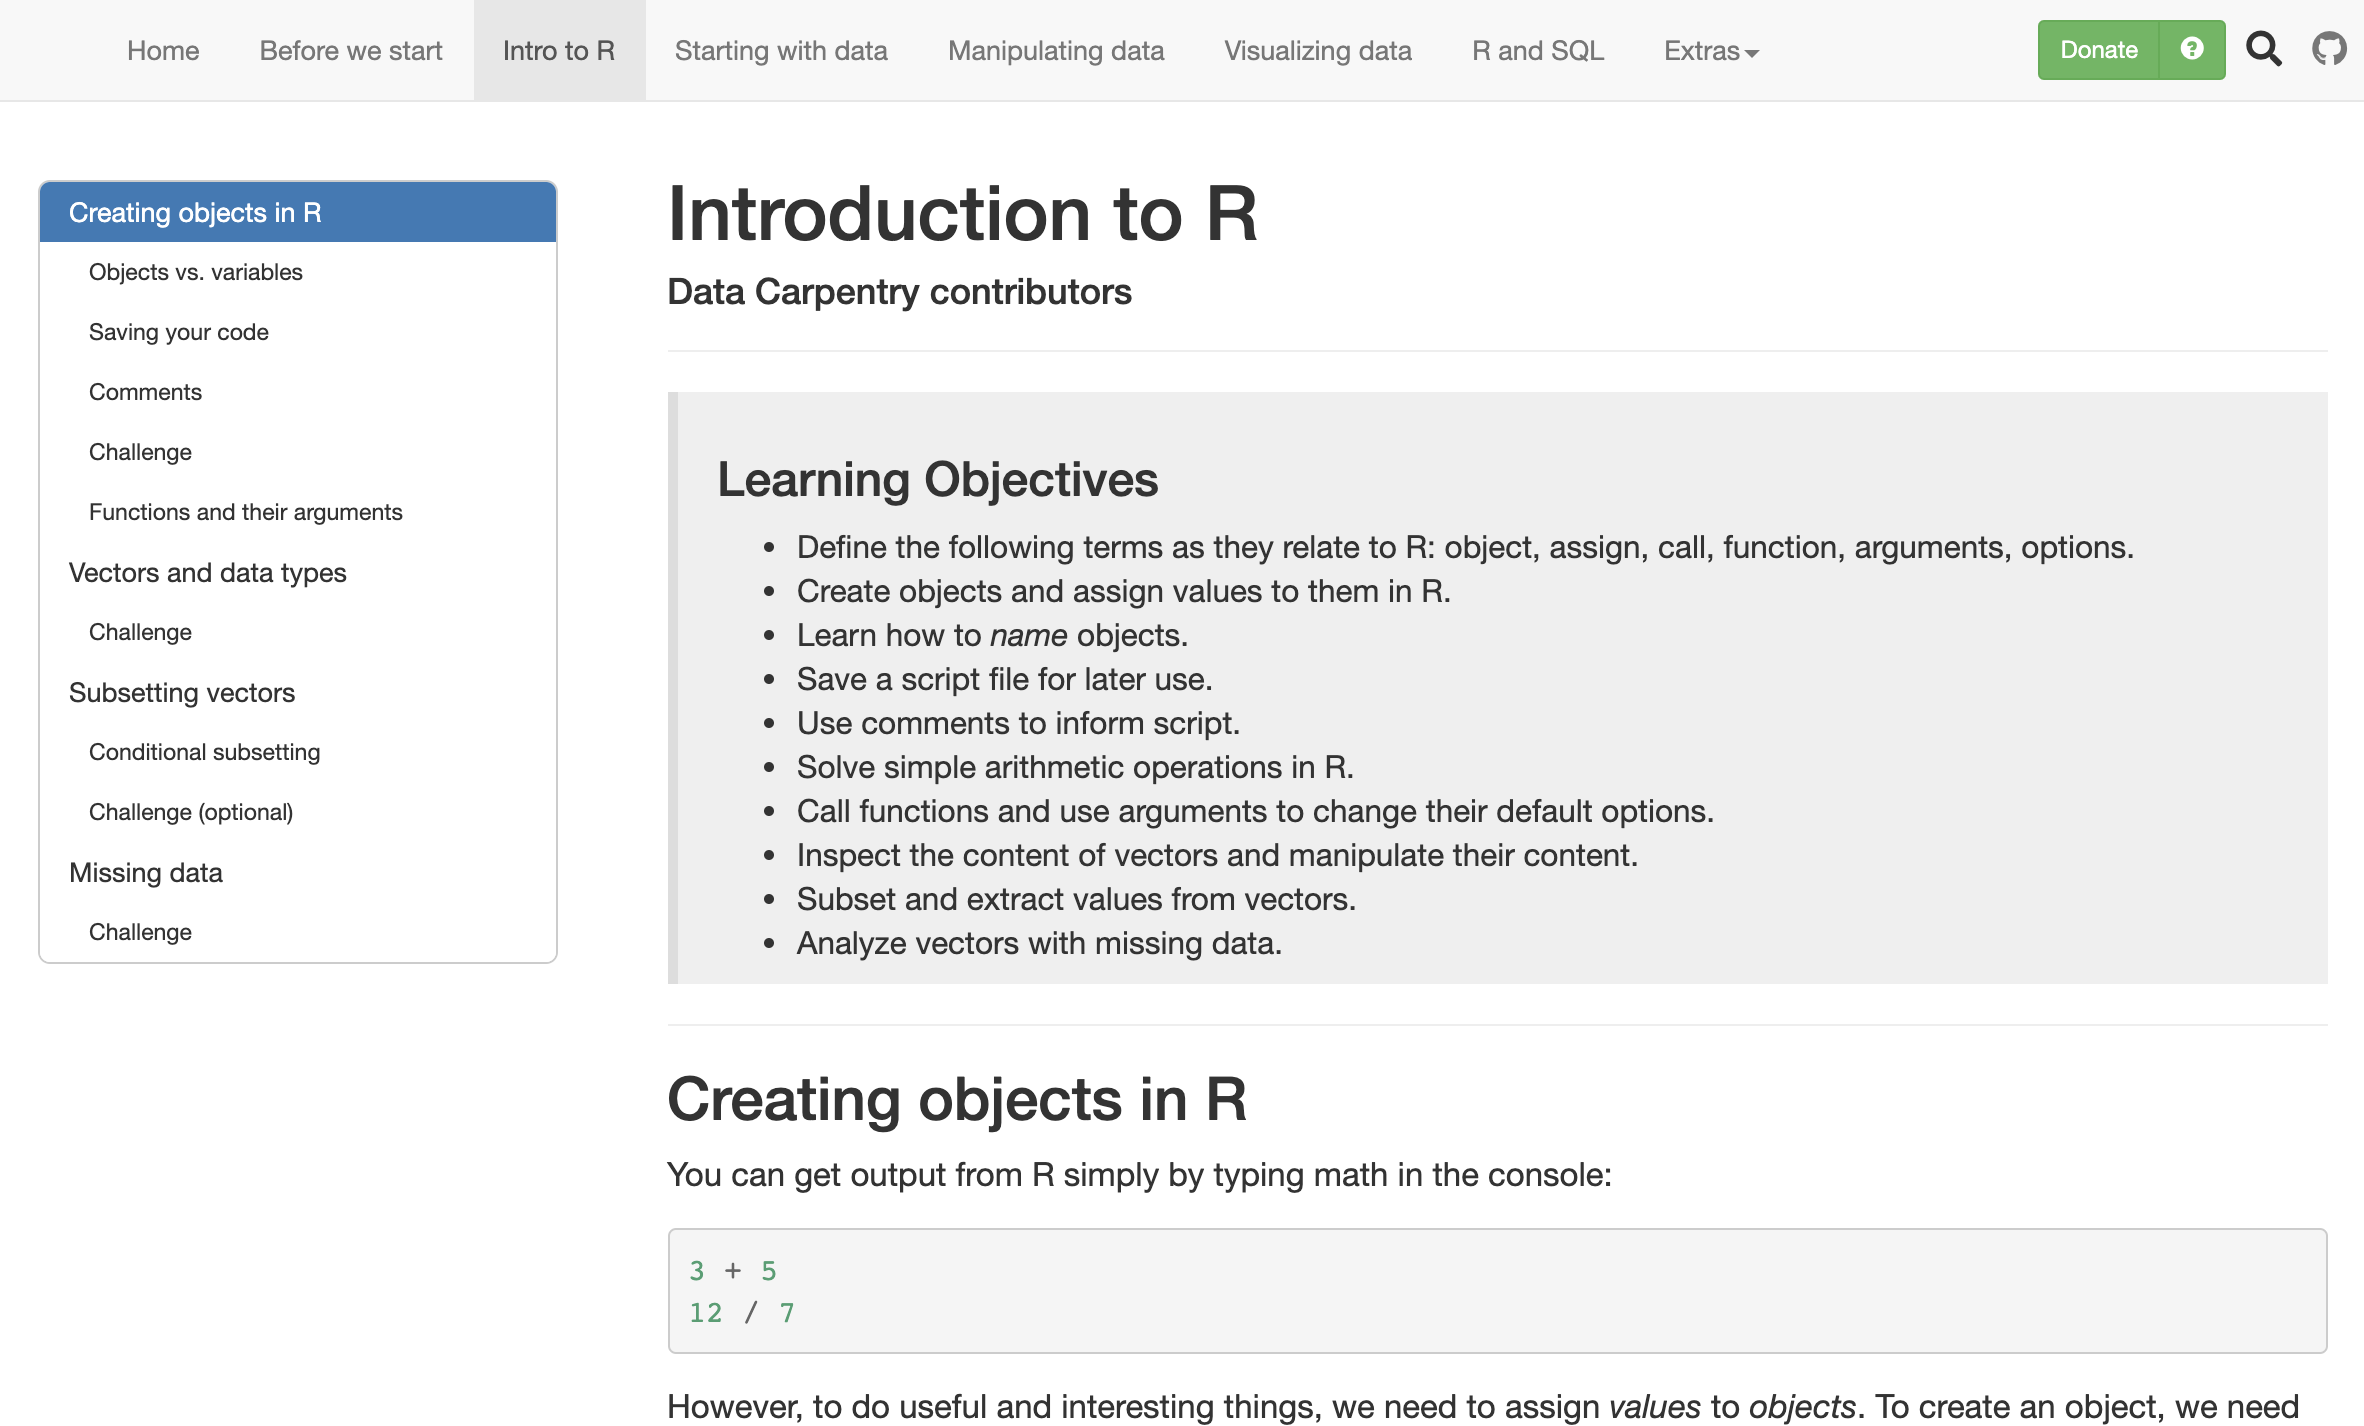 Home Before we start Intro to R Starting with data Manipulating data Visualizing data R and SQL Extras Donate
Creating objects in R
Objects vs. variables
Saving your code
Comments
Challenge
Functions and their arguments
Vectors and data types
Challenge
Subsetting vectors
Conditional subsetting
Challenge (optional)
Missing data
Challenge
Introduction to R
Data Carpentry contributors
Learning Objectives
• Define the following terms as they relate to R: object, assign, call, function, arguments, options.
• Create objects and assign values to them in R.
• Learn how to name objects.
• Save a script file for later use.
• Use comments to inform script.
• Solve simple arithmetic operations in R.
• Call functions and use arguments to change their default options.
• Inspect the content of vectors and manipulate their content.
• Subset and extract values from vectors.
• Analyze vectors with missing data.
Creating objects in R
You can get output from R simply by typing math in the console:
3 + 5
12 / 7
However, to do useful and interesting things, we need to assign values to objects. To create an object, we need